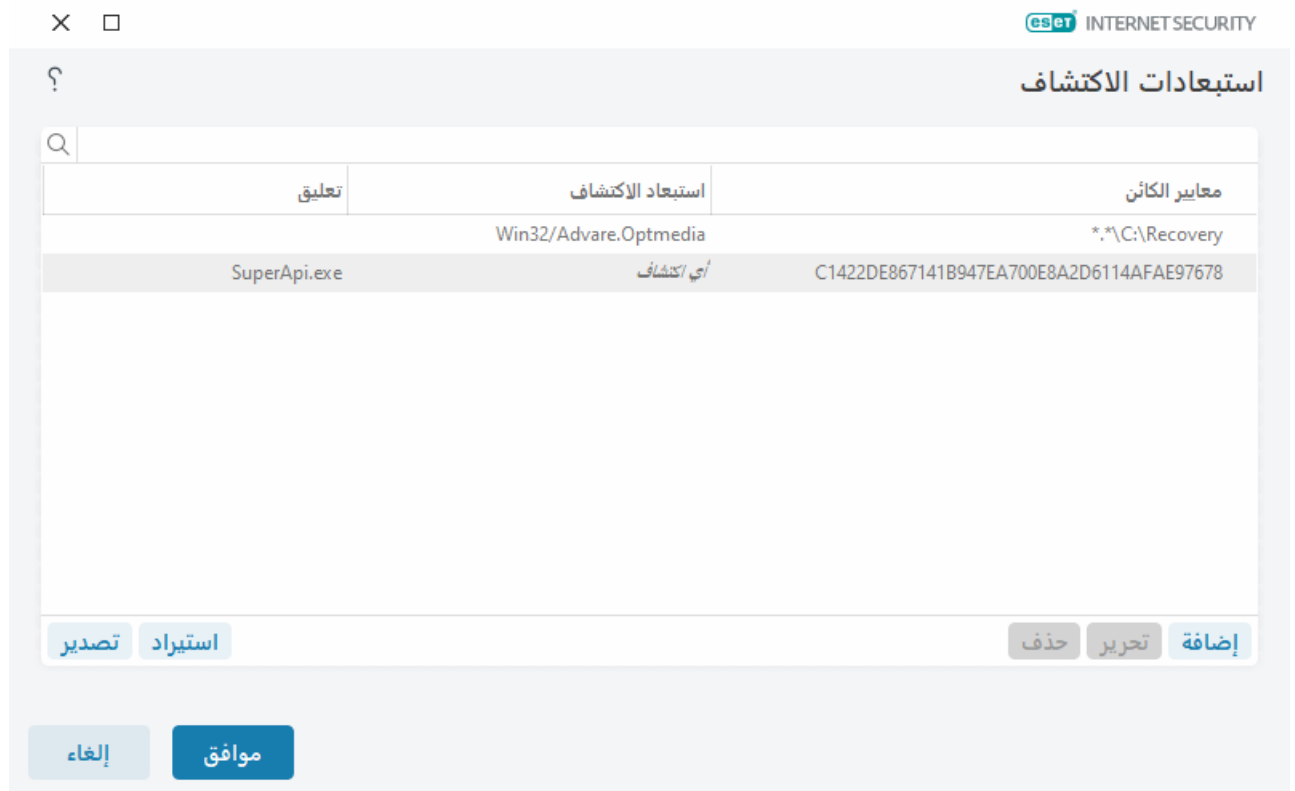 eset INTERNET SECURITY
استبعادات الاكتشاف
؟
معايير الكائن استبعاد الاكتشاف تعليق
*.*\C:\Recovery Win32/Advare.Optmedia
C1422DE867141B947EA700E8A2D6114AFAE97678 أي اكتشاف SuperApi.exe
إضافة تحرير حذف استيراد تصدير
موافق إلغاء